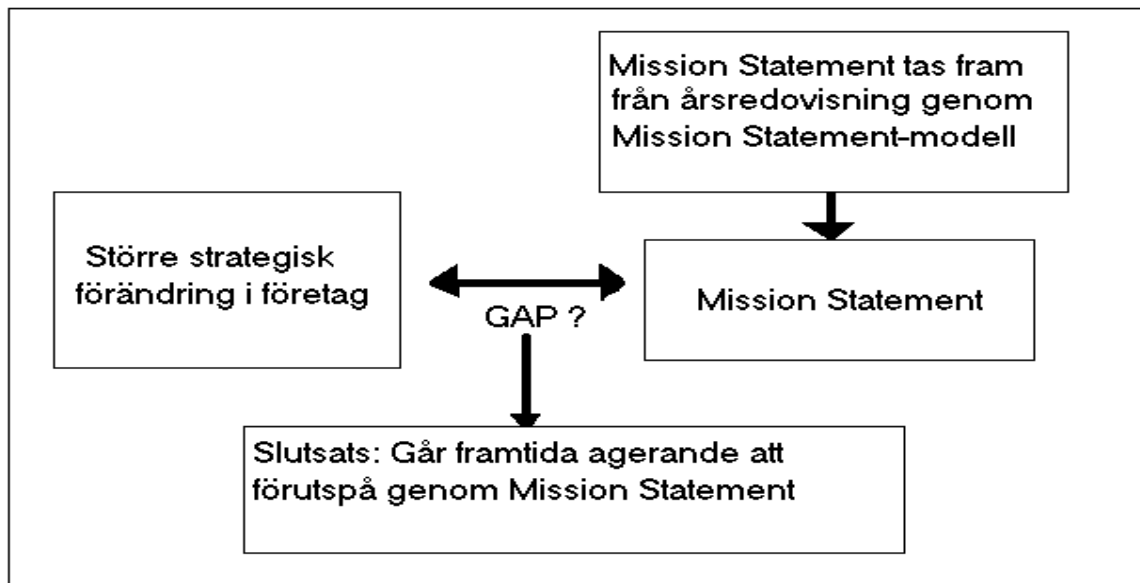 Mission Statement tas fram
från årsredovisning genom
Mission Statement-modell
Större strategisk
förändring i företag
Mission Statement
GAP ?
Slutsats: Går framtida agerande att
förutspå genom Mission Statement